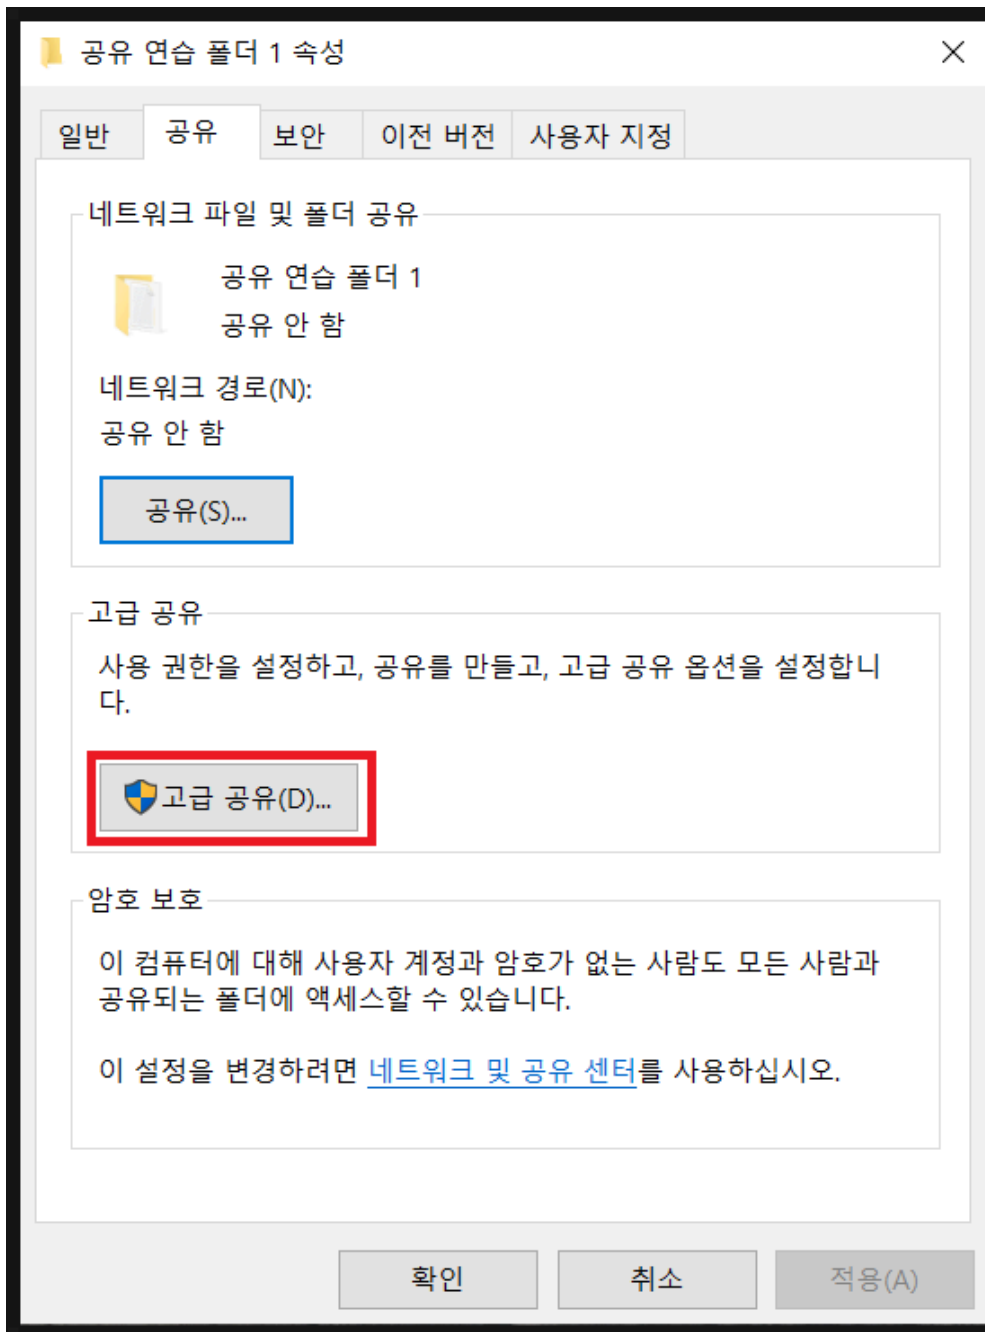 공유 연습 폴더 1 속성
일반 공유 보안 이전 버전 사용자 지정
네트워크 파일 및 폴더 공유
공유 연습 폴더 1
공유 안 함
네트워크 경로(N):
공유 안 함
공유(S)...
고급 공유
사용 권한을 설정하고, 공유를 만들고, 고급 공유 옵션을 설정합니
다.
고급 공유(D)...
암호 보호
이 컴퓨터에 대해 사용자 계정과 암호가 없는 사람도 모든 사람과
공유되는 폴더에 액세스할 수 있습니다.
이 설정을 변경하려면 네트워크 및 공유 센터를 사용하십시오.
확인 취소 적용(A)